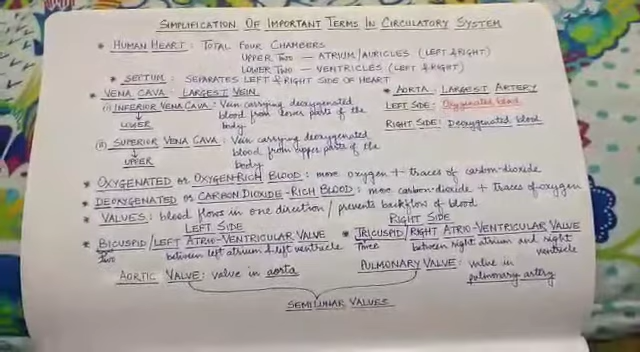 SIMPLIFICATION OF IMPORTANT TERMS IN CIRCULATORY SYSTEM
* HUMAN HEART : TOTAL FOUR CHAMBERS
UPPER TWO — ATRIUM/AURICLES (LEFT & RIGHT)
LOWER TWO — VENTRICLES (LEFT & RIGHT)
* SEPTUM : SEPARATES LEFT & RIGHT SIDE OF HEART
* VENA CAVA : LARGEST VEIN
(i) INFERIOR VENA CAVA : Vein carrying deoxygenated
blood from lower parts of the
LOWER
body
(ii) SUPERIOR VENA CAVA : Vein carrying deoxygenated
blood from upper parts of the
UPPER
body
* AORTA : LARGEST ARTERY
LEFT SIDE : Oxygenated blood
RIGHT SIDE : Deoxygenated blood
* OXYGENATED OR OXYGEN-RICH BLOOD : more oxygen + traces of carbon-dioxide
* DEOXYGENATED OR CARBON DIOXIDE-RICH BLOOD : more carbon-dioxide + traces of oxygen
* VALVES : blood flows in one direction / prevents backflow of blood
LEFT SIDE
* BICUSPID/LEFT ATRIO-VENTRICULAR VALVE
Two between left atrium & left ventricle
AORTIC VALVE : valve in aorta
RIGHT SIDE
* TRICUSPID/RIGHT ATRIO-VENTRICULAR VALVE
Three between right atrium and right
ventricle
PULMONARY VALVE : valve in
pulmonary artery
SEMILUNAR VALVES